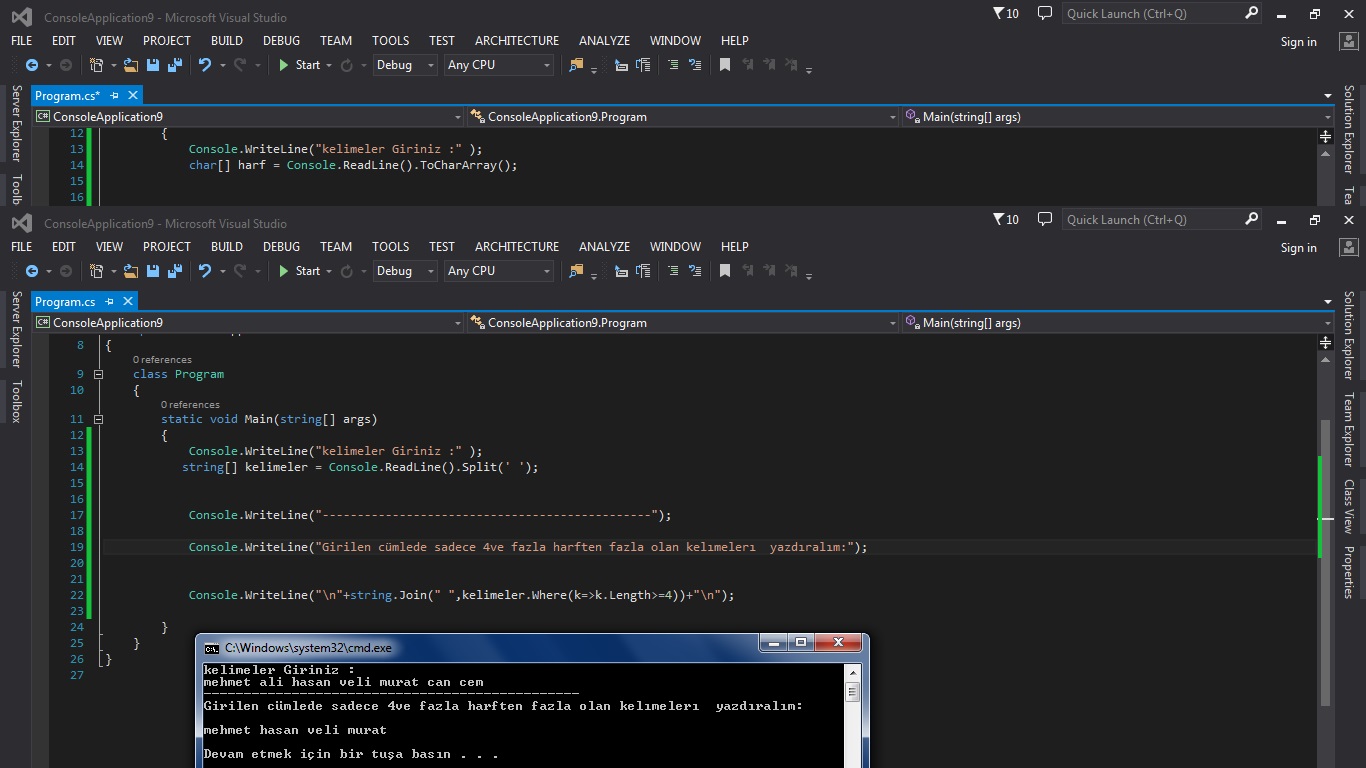 ConsoleApplication9 - Microsoft Visual Studio
10
Quick Launch (Ctrl+Q)
FILE EDIT VIEW PROJECT BUILD DEBUG TEAM TOOLS TEST ARCHITECTURE ANALYZE WINDOW HELP
Sign in
Start Debug Any CPU
Server Explorer
Toolb
Program.cs*
Solution Explorer
Tea
ConsoleApplication9 ConsoleApplication9.Program Main(string[] args)
12 {
13 Console.WriteLine("kelimeler Giriniz :" );
14 char[] harf = Console.ReadLine().ToCharArray();
15
16
ConsoleApplication9 - Microsoft Visual Studio
10
Quick Launch (Ctrl+Q)
FILE EDIT VIEW PROJECT BUILD DEBUG TEAM TOOLS TEST ARCHITECTURE ANALYZE WINDOW HELP
Sign in
Start Debug Any CPU
Server Explorer
Toolbox
Program.cs
Solution Explorer
Team Explorer
Class View
Properties
C# ConsoleApplication9 ConsoleApplication9.Program Main(string[] args)
8 {
0 references
9 class Program
10 {
0 references
11 static void Main(string[] args)
12 {
13 Console.WriteLine("kelimeler Giriniz :" );
14 string[] kelimeler = Console.ReadLine().Split(' ');
15
16
17 Console.WriteLine("-----------------------------------------------");
18
19 Console.WriteLine("Girilen cümlede sadece 4ve fazla harften fazla olan kelımelerı  yazdıralım:");
20
21
22 Console.WriteLine("\n"+string.Join(" ",kelimeler.Where(k=>k.Length>=4))+"\n");
23
24 }
25 }
26 }
27
C:\Windows\system32\cmd.exe
kelimeler Giriniz :
mehmet ali hasan veli murat can cem
-----------------------------------------------
Girilen cümlede sadece 4ve fazla harften fazla olan kelımelerı  yazdıralım:
mehmet hasan veli murat
Devam etmek için bir tuşa basın . . .